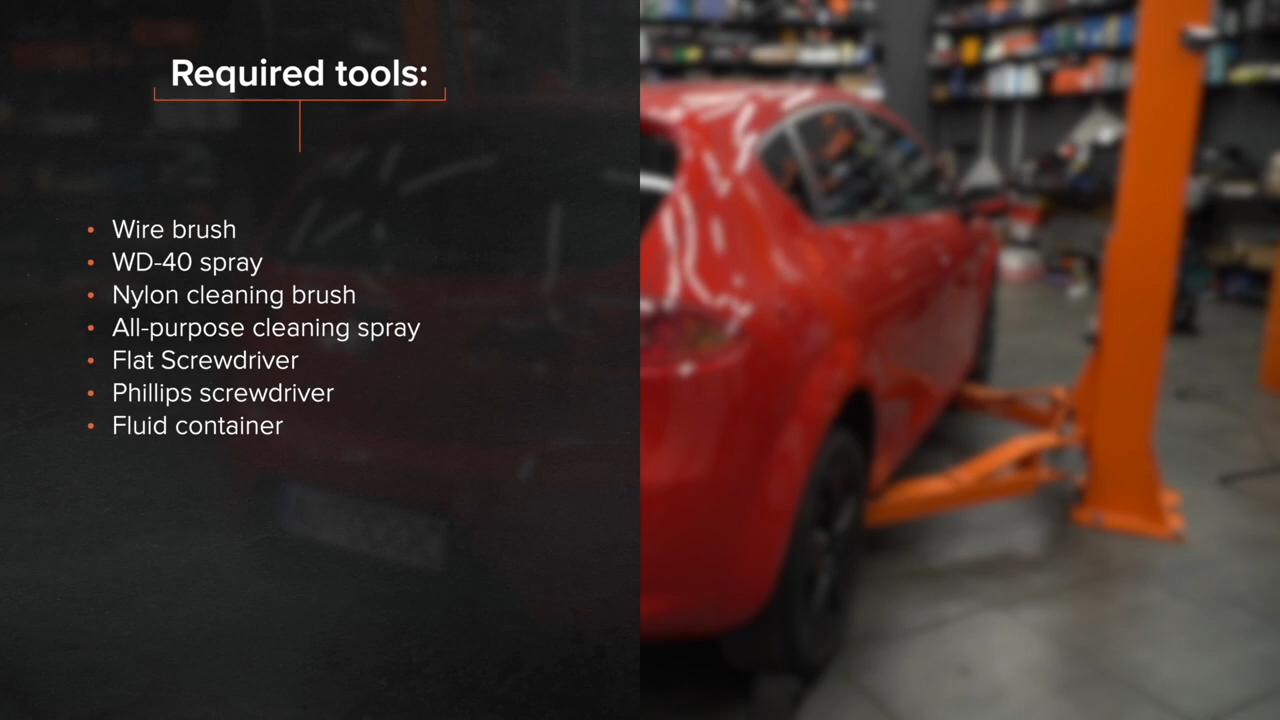 Required tools:
Wire brush
WD-40 spray
Nylon cleaning brush
All-purpose cleaning spray
Flat Screwdriver
Phillips screwdriver
Fluid container